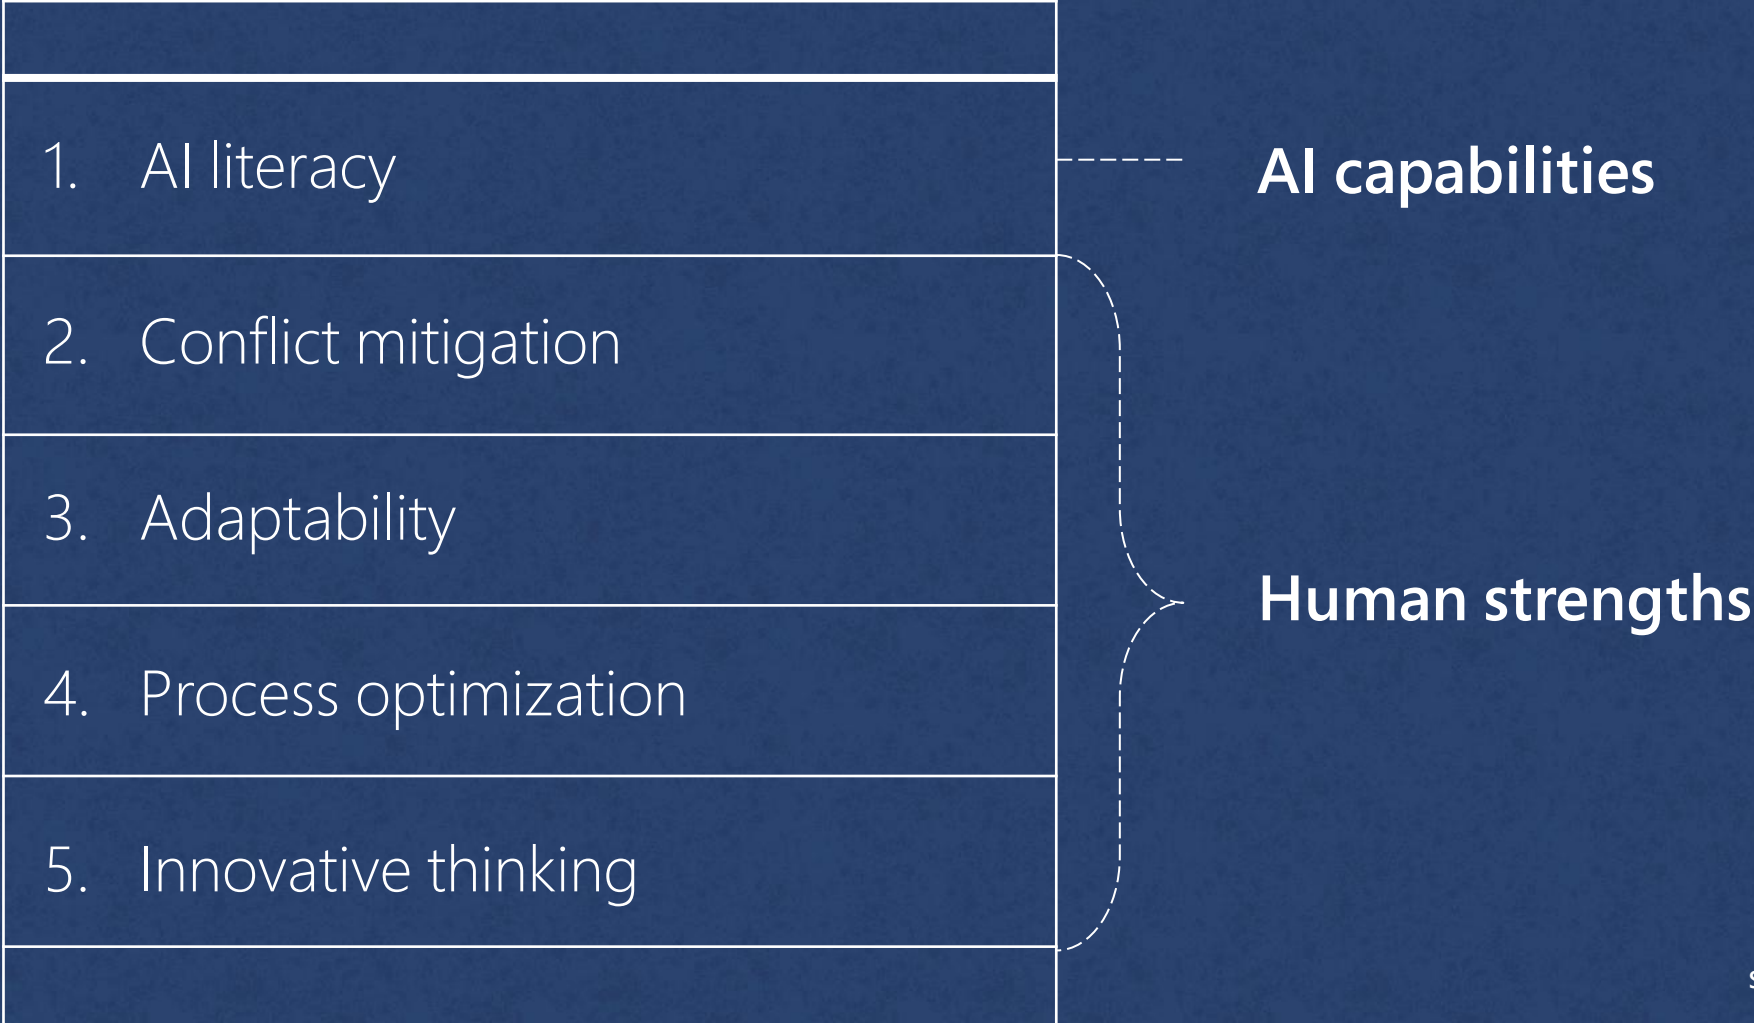 1. AI literacy
AI capabilities
2. Conflict mitigation
3. Adaptability
Human strengths
4. Process optimization
5. Innovative thinking